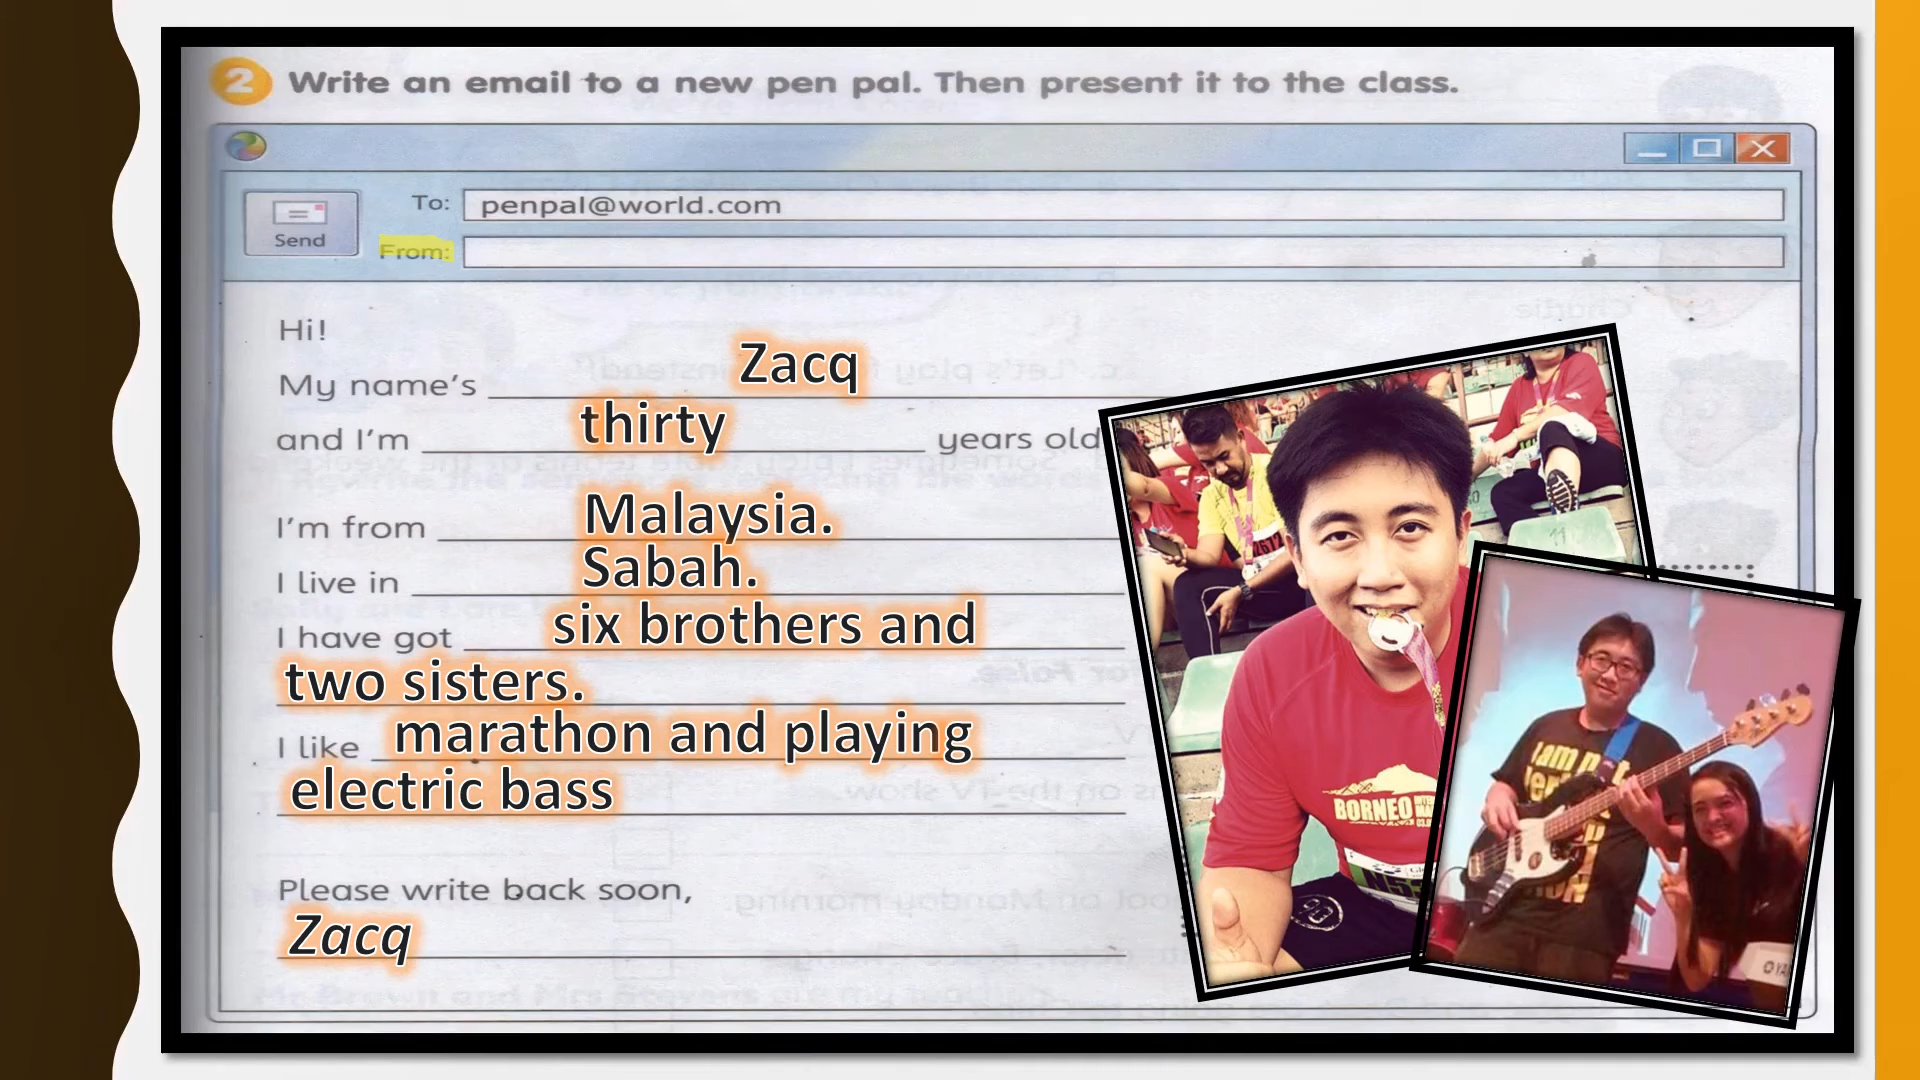 2 Write an email to a new pen pal. Then present it to the class.
To: penpal@world.com
Send
From:
Hi!
My name's Zacq
and I'm thirty years old
I'm from Malaysia.
I live in Sabah.
I have got six brothers and
two sisters.
I like marathon and playing
electric bass
Please write back soon,
Zacq
BORNEO
I am not